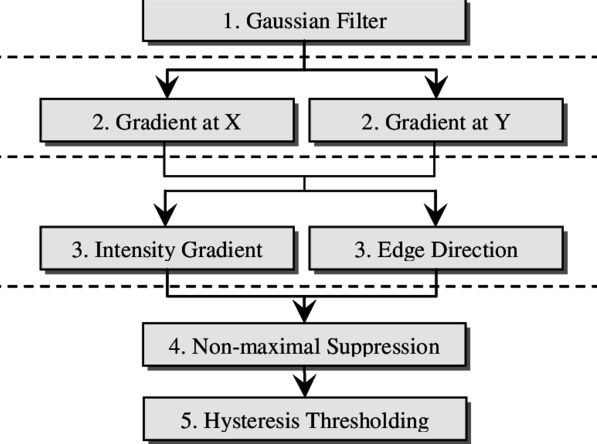 1. Gaussian Filter
2. Gradient at X
2. Gradient at Y
3. Intensity Gradient
3. Edge Direction
4. Non-maximal Suppression
5. Hysteresis Thresholding